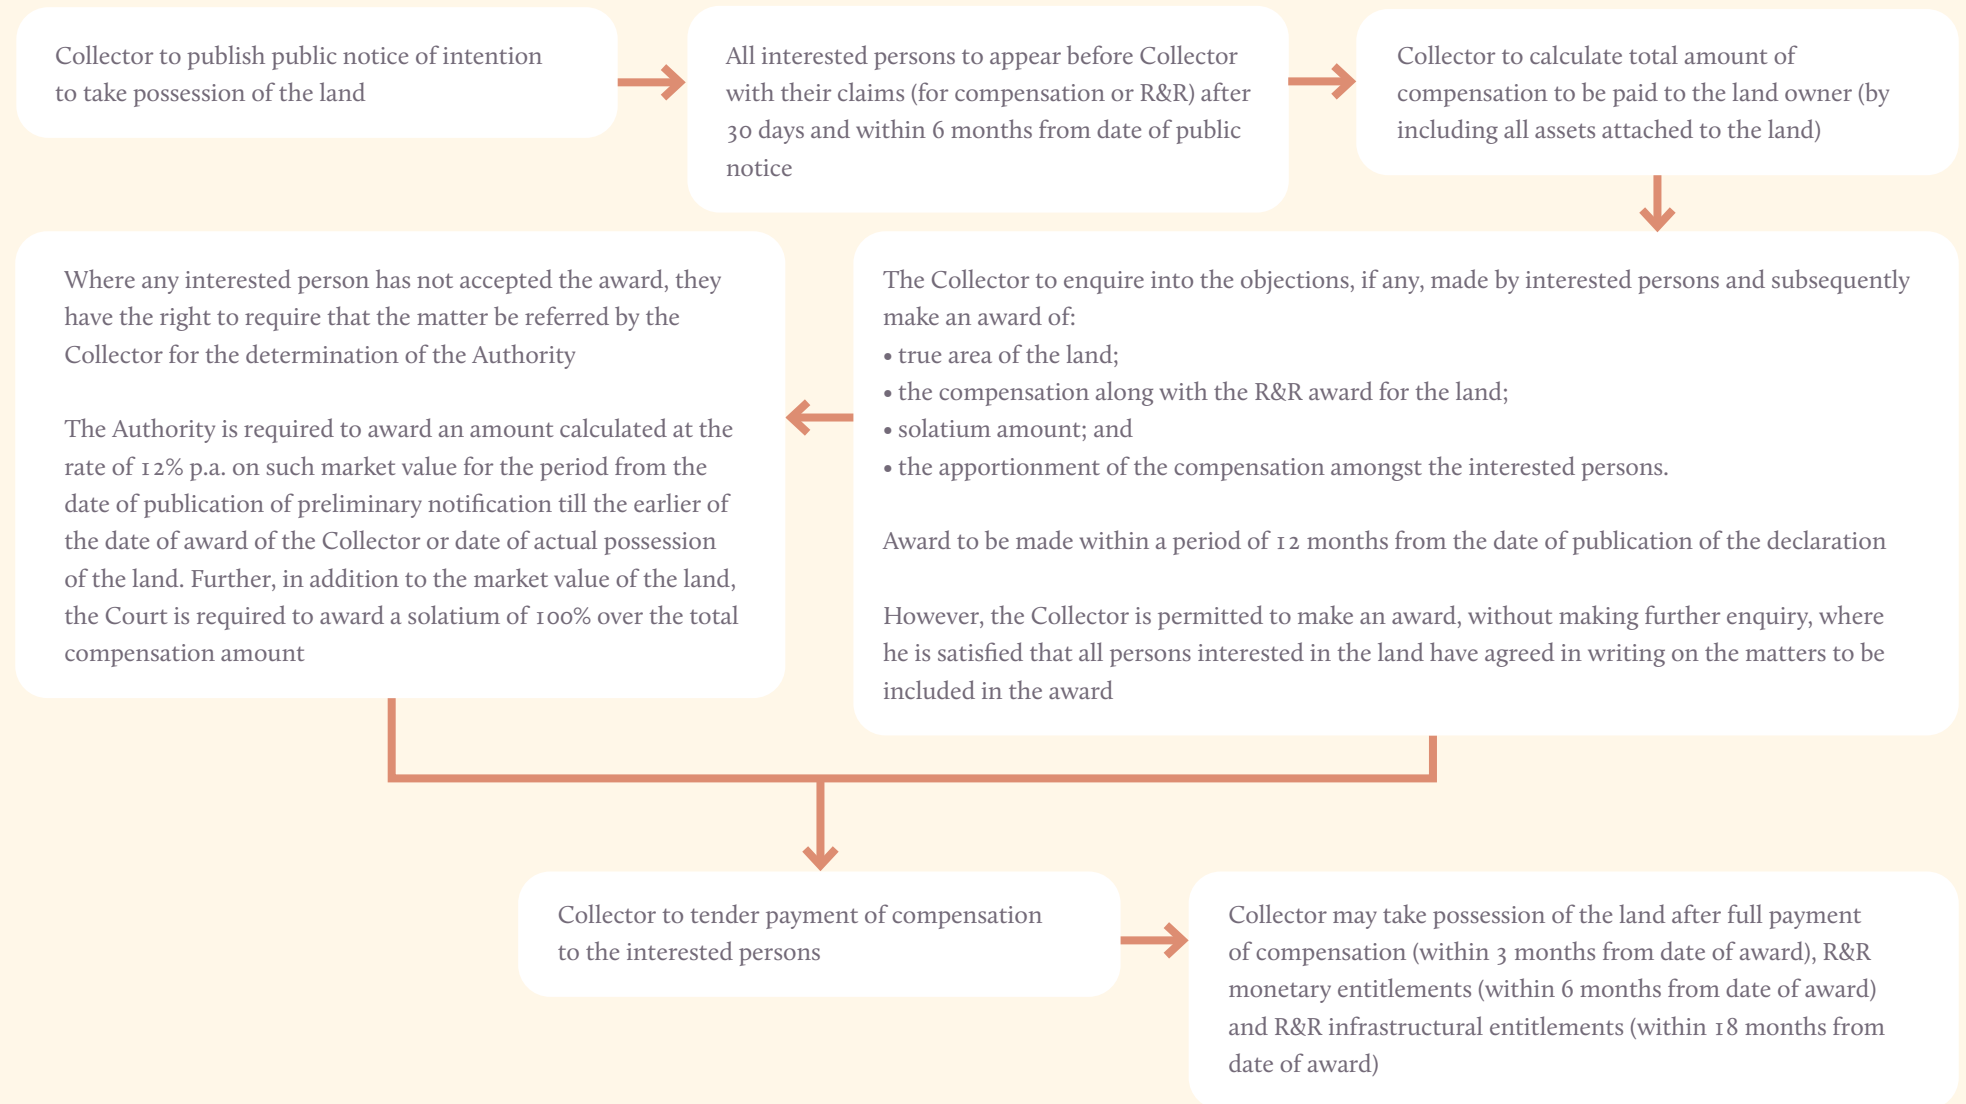 Collector to publish public notice of intention
to take possession of the land
All interested persons to appear before Collector
with their claims (for compensation or R&R) after
30 days and within 6 months from date of public
notice
Collector to calculate total amount of
compensation to be paid to the land owner (by
including all assets attached to the land)
The Collector to enquire into the objections, if any, made by interested persons and subsequently
make an award of:
• true area of the land;
• the compensation along with the R&R award for the land;
• solatium amount; and
• the apportionment of the compensation amongst the interested persons.
Award to be made within a period of 12 months from the date of publication of the declaration
However, the Collector is permitted to make an award, without making further enquiry, where
he is satisfied that all persons interested in the land have agreed in writing on the matters to be
included in the award
Where any interested person has not accepted the award, they
have the right to require that the matter be referred by the
Collector for the determination of the Authority
The Authority is required to award an amount calculated at the
rate of 12% p.a. on such market value for the period from the
date of publication of preliminary notification till the earlier of
the date of award of the Collector or date of actual possession
of the land. Further, in addition to the market value of the land,
the Court is required to award a solatium of 100% over the total
compensation amount
Collector to tender payment of compensation
to the interested persons
Collector may take possession of the land after full payment
of compensation (within 3 months from date of award), R&R
monetary entitlements (within 6 months from date of award)
and R&R infrastructural entitlements (within 18 months from
date of award)